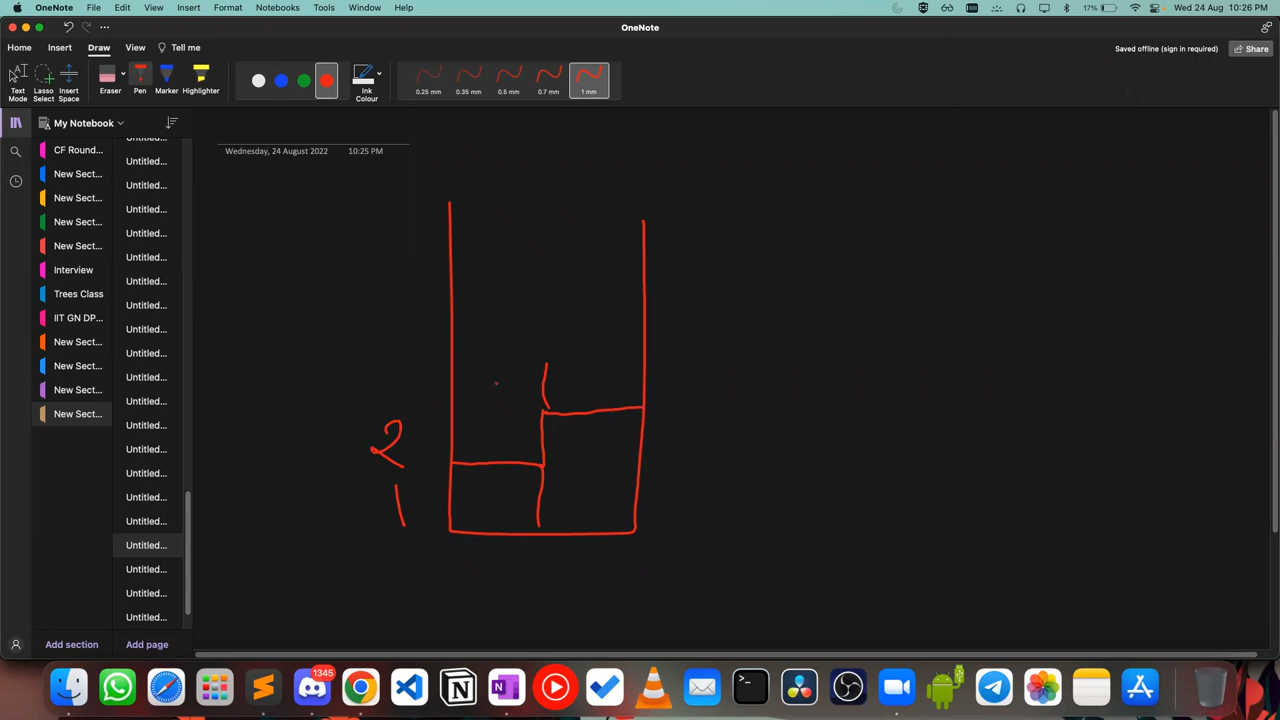 OneNote File Edit View Insert Format Notebooks Tools Window Help 17% Wed 24 Aug 10:26 PM
OneNote
Home Insert Draw View Tell me Saved offline (sign in required) Share
Text Mode Lasso Select Insert Space Eraser Pen Marker Highlighter Ink Colour 0.25 mm 0.35 mm 0.5 mm 0.7 mm 1 mm
My Notebook
Untitled...
CF Round...
Untitled...
New Sect...
Untitled...
New Sect...
Untitled...
New Sect...
Untitled...
New Sect...
Untitled...
Interview
Untitled...
Trees Class
Untitled...
IIT GN DP...
Untitled...
New Sect...
Untitled...
New Sect...
Untitled...
New Sect...
Untitled...
New Sect...
Untitled...
Untitled...
Untitled...
Untitled...
Untitled...
Untitled...
Untitled...
Untitled...
Add section Add page
Wednesday, 24 August 2022 10:25 PM
2
1
1345